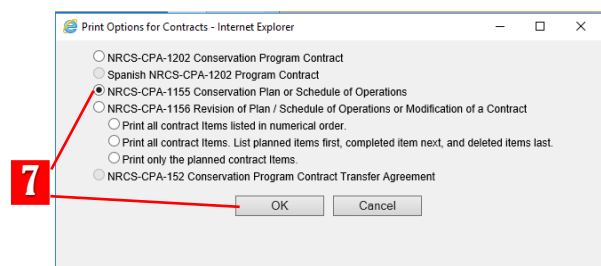 Print Options for Contracts - Internet Explorer
NRCS-CPA-1202 Conservation Program Contract
Spanish NRCS-CPA-1202 Program Contract
NRCS-CPA-1155 Conservation Plan or Schedule of Operations
NRCS-CPA-1156 Revision of Plan / Schedule of Operations or Modification of a Contract
Print all contract Items listed in numerical order.
Print all contract Items. List planned items first, completed item next, and deleted items last.
Print only the planned contract Items.
NRCS-CPA-152 Conservation Program Contract Transfer Agreement
7
OK Cancel